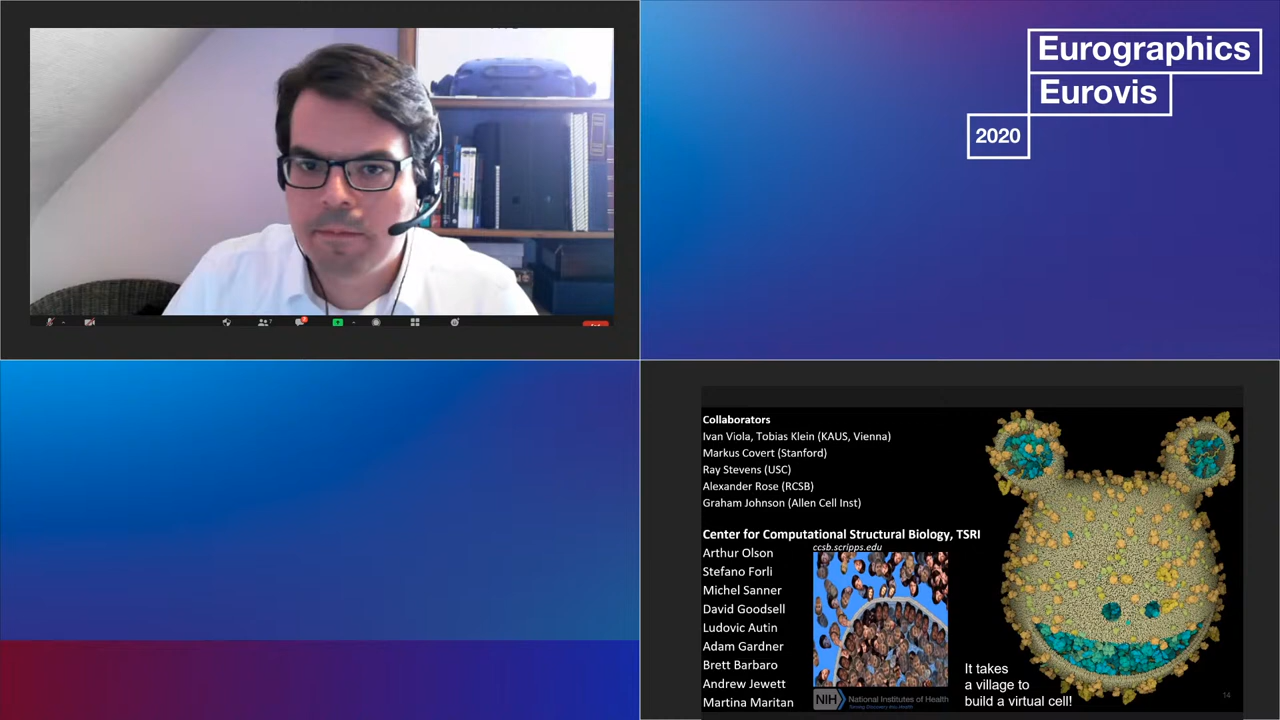 Eurographics
Eurovis
2020
Collaborators
Ivan Viola, Tobias Klein (KAUS, Vienna)
Markus Covert (Stanford)
Ray Stevens (USC)
Alexander Rose (RCSB)
Graham Johnson (Allen Cell Inst)
Center for Computational Structural Biology, TSRI
ccsb.scripps.edu
Arthur Olson
Stefano Forli
Michel Sanner
David Goodsell
Ludovic Autin
Adam Gardner
Brett Barbaro
Andrew Jewett
Martina Maritan
NIH National Institutes of Health
It takes
a village to
build a virtual cell!
14